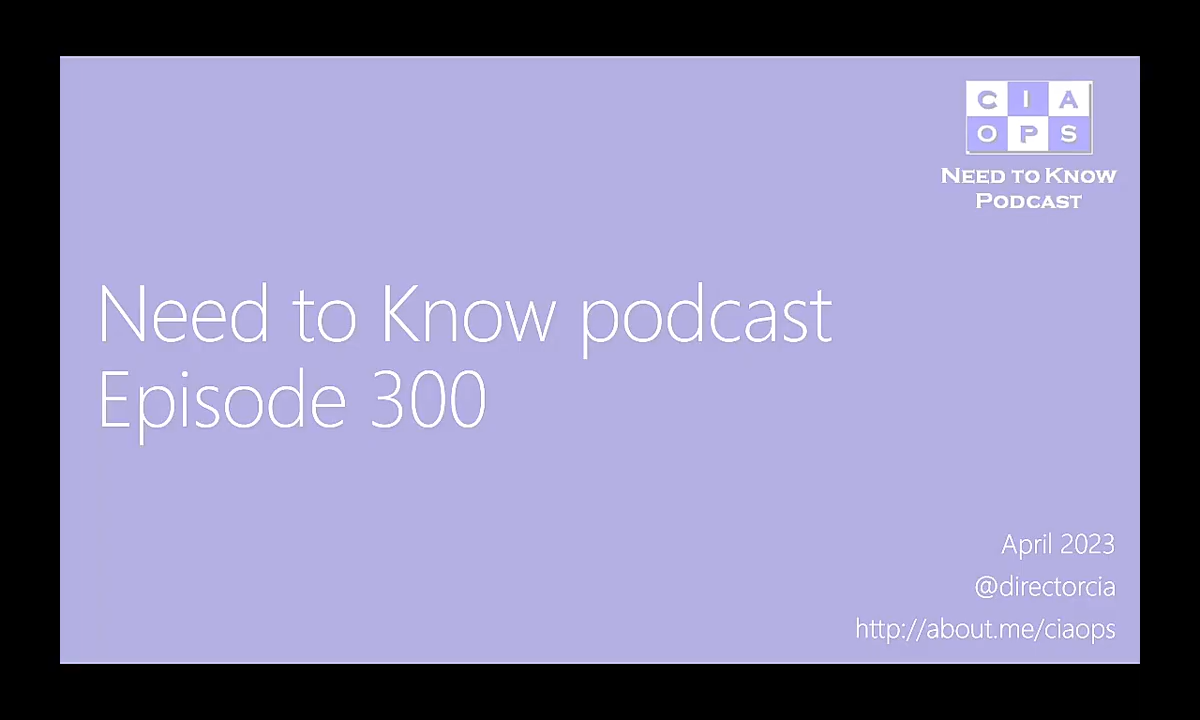 C I A
O P S
NEED TO KNOW
PODCAST
Need to Know podcast
Episode 300
April 2023
@directorcia
http://about.me/ciaops